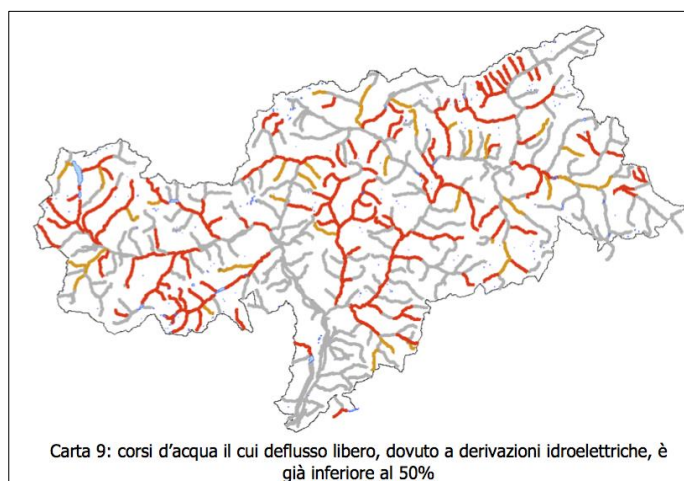 Carta 9: corsi d'acqua il cui deflusso libero, dovuto a derivazioni idroelettriche, è
già inferiore al 50%